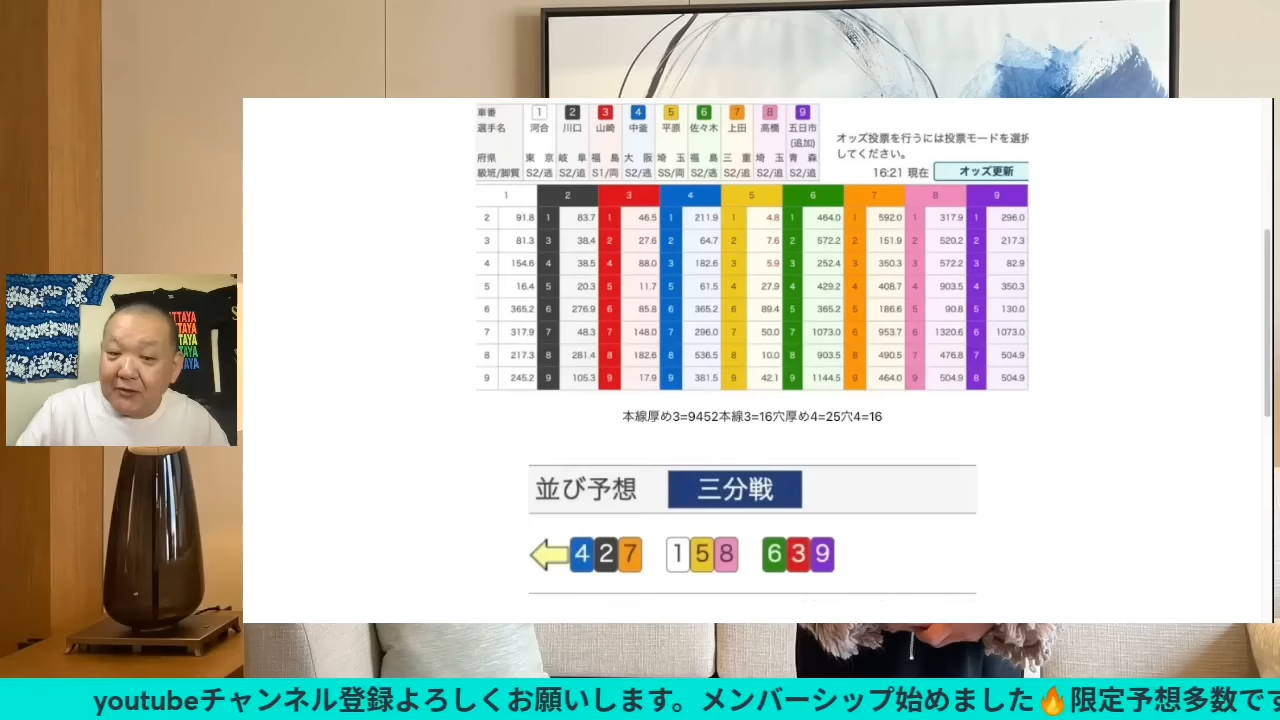 車番 1 2 3 4 5 6 7 8 9
選手名 河合 川口 山崎 中釜 平原 佐々木 上田 高橋 五日市
(追加)
府県 東京 岐阜 福島 大阪 埼玉 福島 三重 埼玉 青森
級班/脚質 S2/逃 S2/追 S1/両 S2/逃 SS/両 S2/逃 S2/追 S2/追 S2/追
オッズ投票を行うには投票モードを選択
してください。
16:21 現在 オッズ更新
1 2 3 4 5 6 7 8 9
2 91.8 1 83.7 1 46.5 1 211.9 1 4.8 1 464.0 1 592.0 1 317.9 1 296.0
3 81.3 3 38.4 2 27.6 2 64.7 2 7.6 2 572.2 2 151.9 2 520.2 2 217.3
4 154.6 4 38.5 4 88.0 3 182.6 3 5.9 3 252.4 3 350.3 3 572.2 3 82.9
5 16.4 5 20.3 5 11.7 5 61.5 4 27.9 4 429.2 4 408.7 4 903.5 4 350.3
6 365.2 6 276.9 6 85.8 6 365.2 6 89.4 5 365.2 5 186.6 5 90.8 5 130.0
7 317.9 7 48.3 7 148.0 7 296.0 7 50.0 7 1073.0 6 953.7 6 1320.6 6 1073.0
8 217.3 8 281.4 8 182.6 8 536.5 8 10.0 8 903.5 8 490.5 7 476.8 7 504.9
9 245.2 9 105.3 9 17.9 9 381.5 9 42.1 9 1144.5 9 464.0 9 504.9 8 504.9
本線厚め3=9452本線3=16穴厚め4=25穴4=16
並び予想 三分戦
4 2 7 1 5 8 6 3 9
youtubeチャンネル登録よろしくお願いします。メンバーシップ始めました🔥限定予想多数です